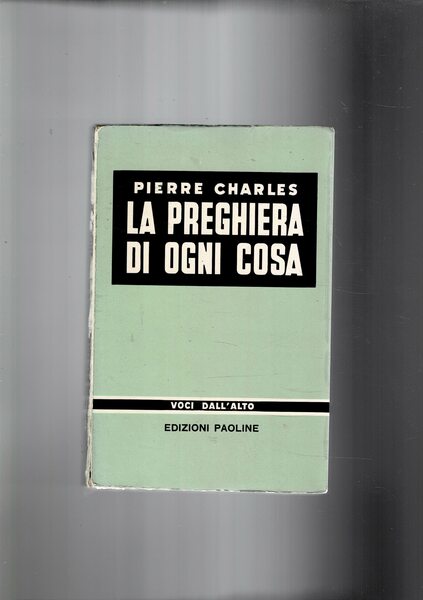 PIERRE CHARLES
LA PREGHIERA
DI OGNI COSA
VOCI DALL'ALTO
EDIZIONI PAOLINE